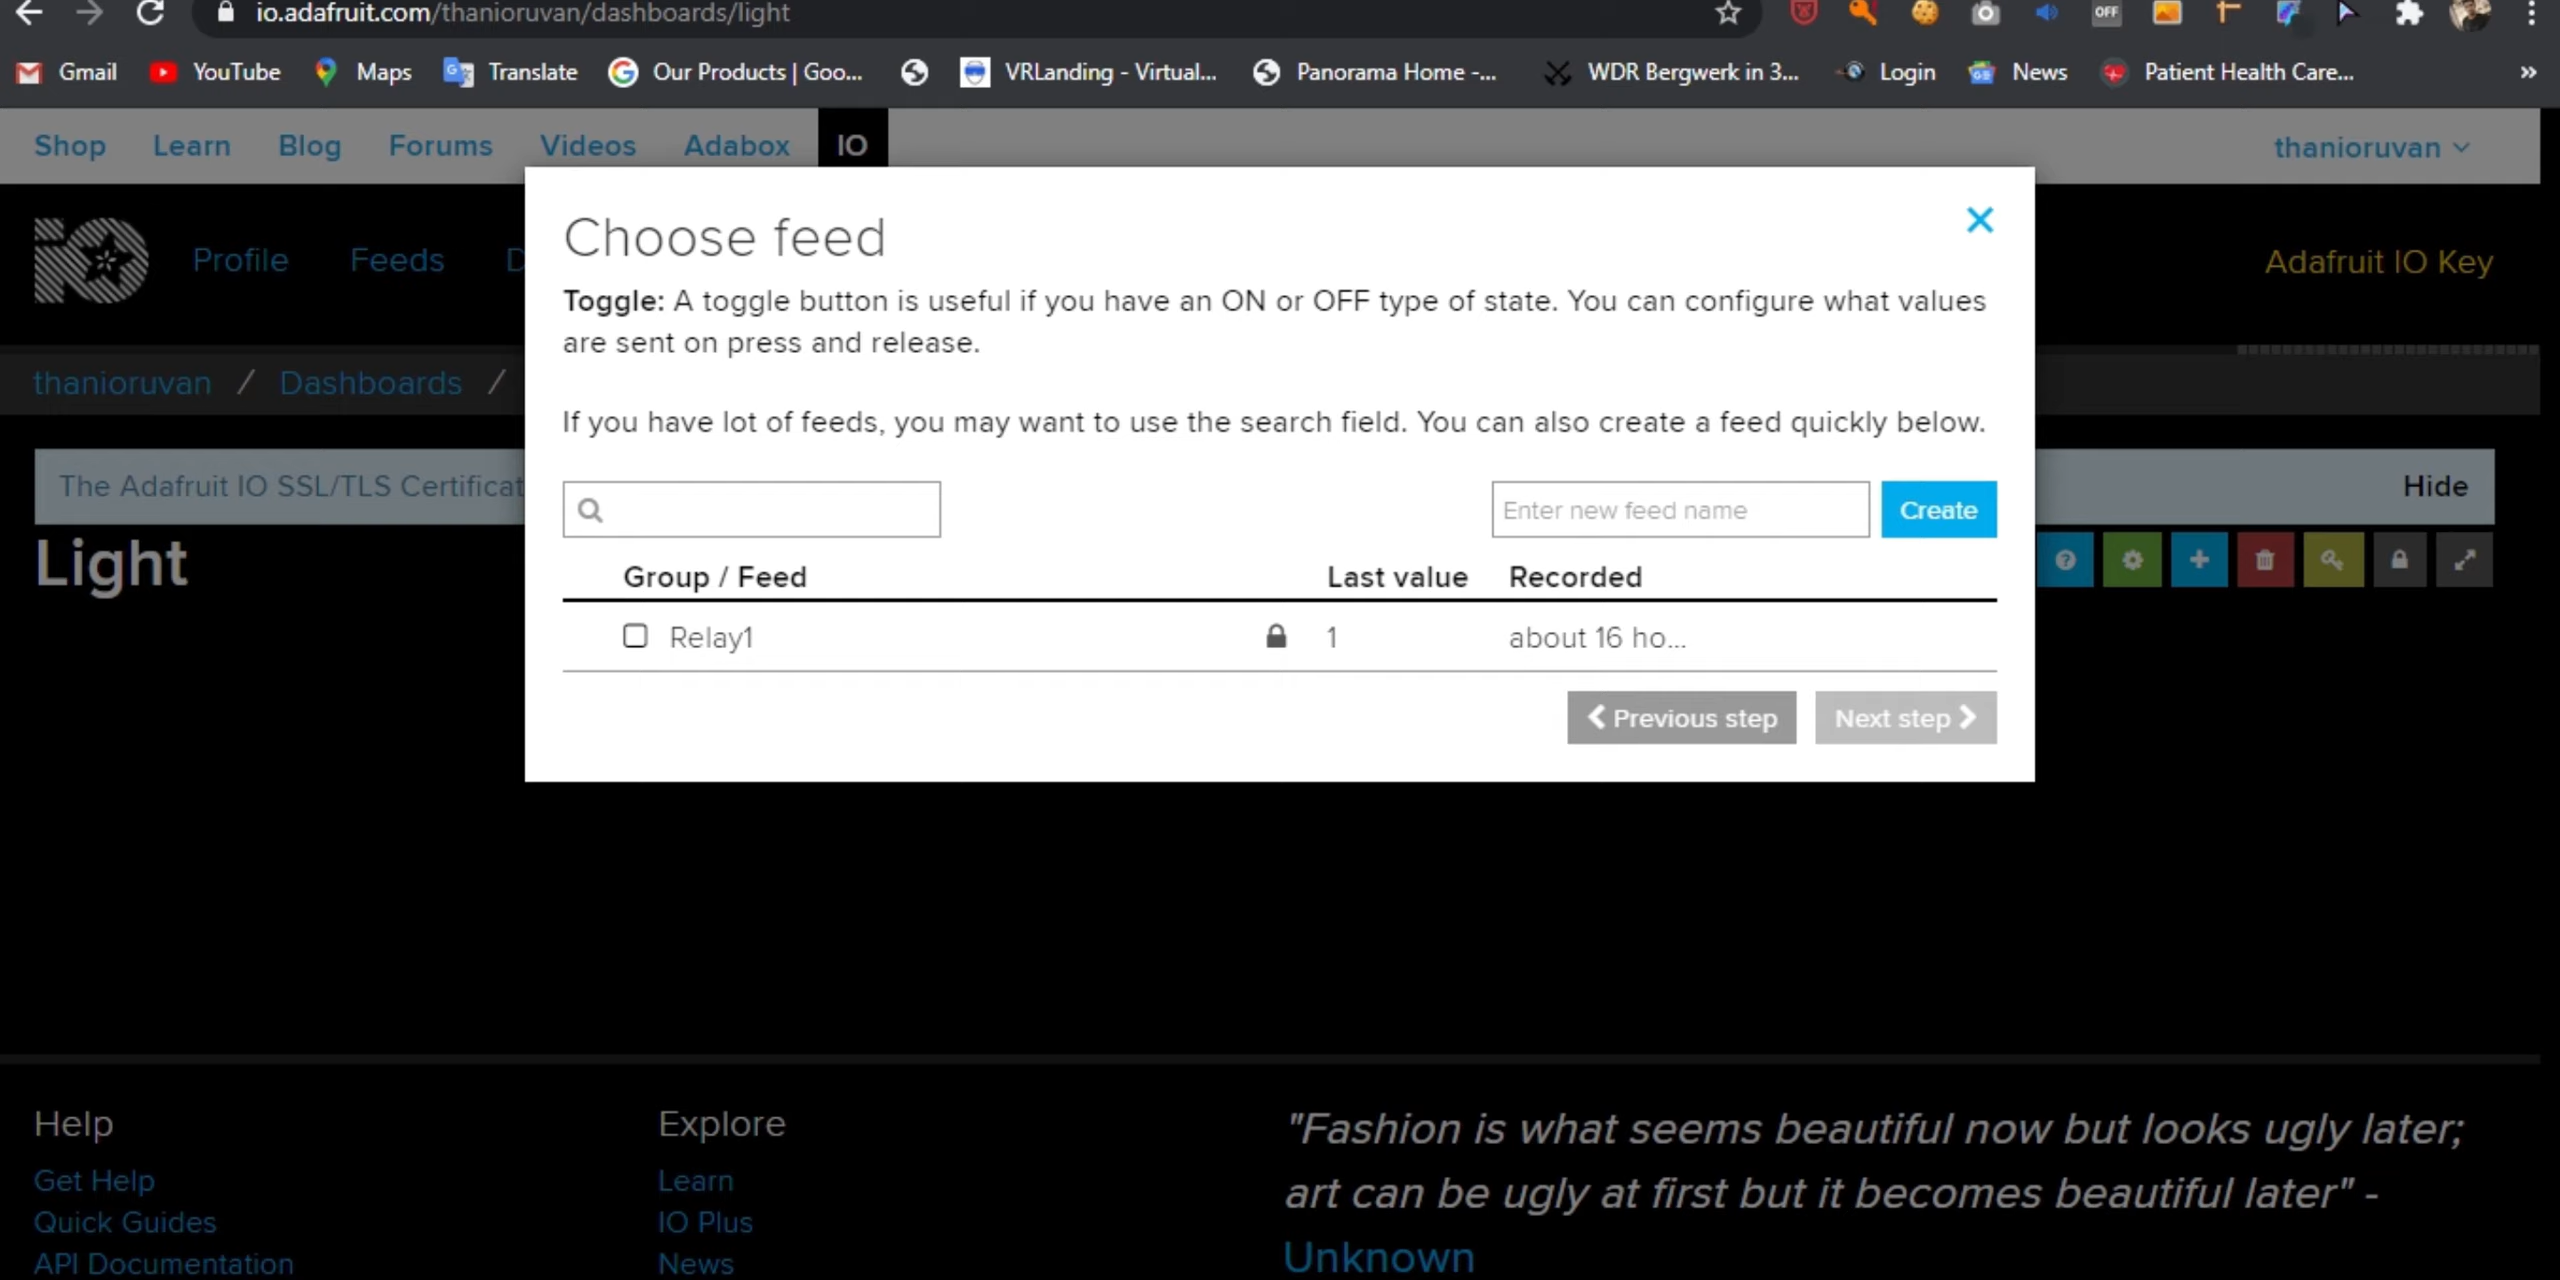 io.adafruit.com/thanioruvan/dashboards/light
OFF
Gmail YouTube Maps Translate Our Products | Goo... VRLanding - Virtual... Panorama Home -... WDR Bergwerk in 3... Login News Patient Health Care... »
Shop Learn Blog Forums Videos Adabox IO thanioruvan
Profile Feeds D Adafruit IO Key
thanioruvan / Dashboards /
The Adafruit IO SSL/TLS Certificat Hide
Light
Choose feed
Toggle: A toggle button is useful if you have an ON or OFF type of state. You can configure what values
are sent on press and release.
If you have lot of feeds, you may want to use the search field. You can also create a feed quickly below.
Enter new feed name Create
Group / Feed Last value Recorded
Relay1 1 about 16 ho...
Previous step Next step
Help
Get Help
Quick Guides
API Documentation
Explore
Learn
IO Plus
News
"Fashion is what seems beautiful now but looks ugly later;
art can be ugly at first but it becomes beautiful later" -
Unknown